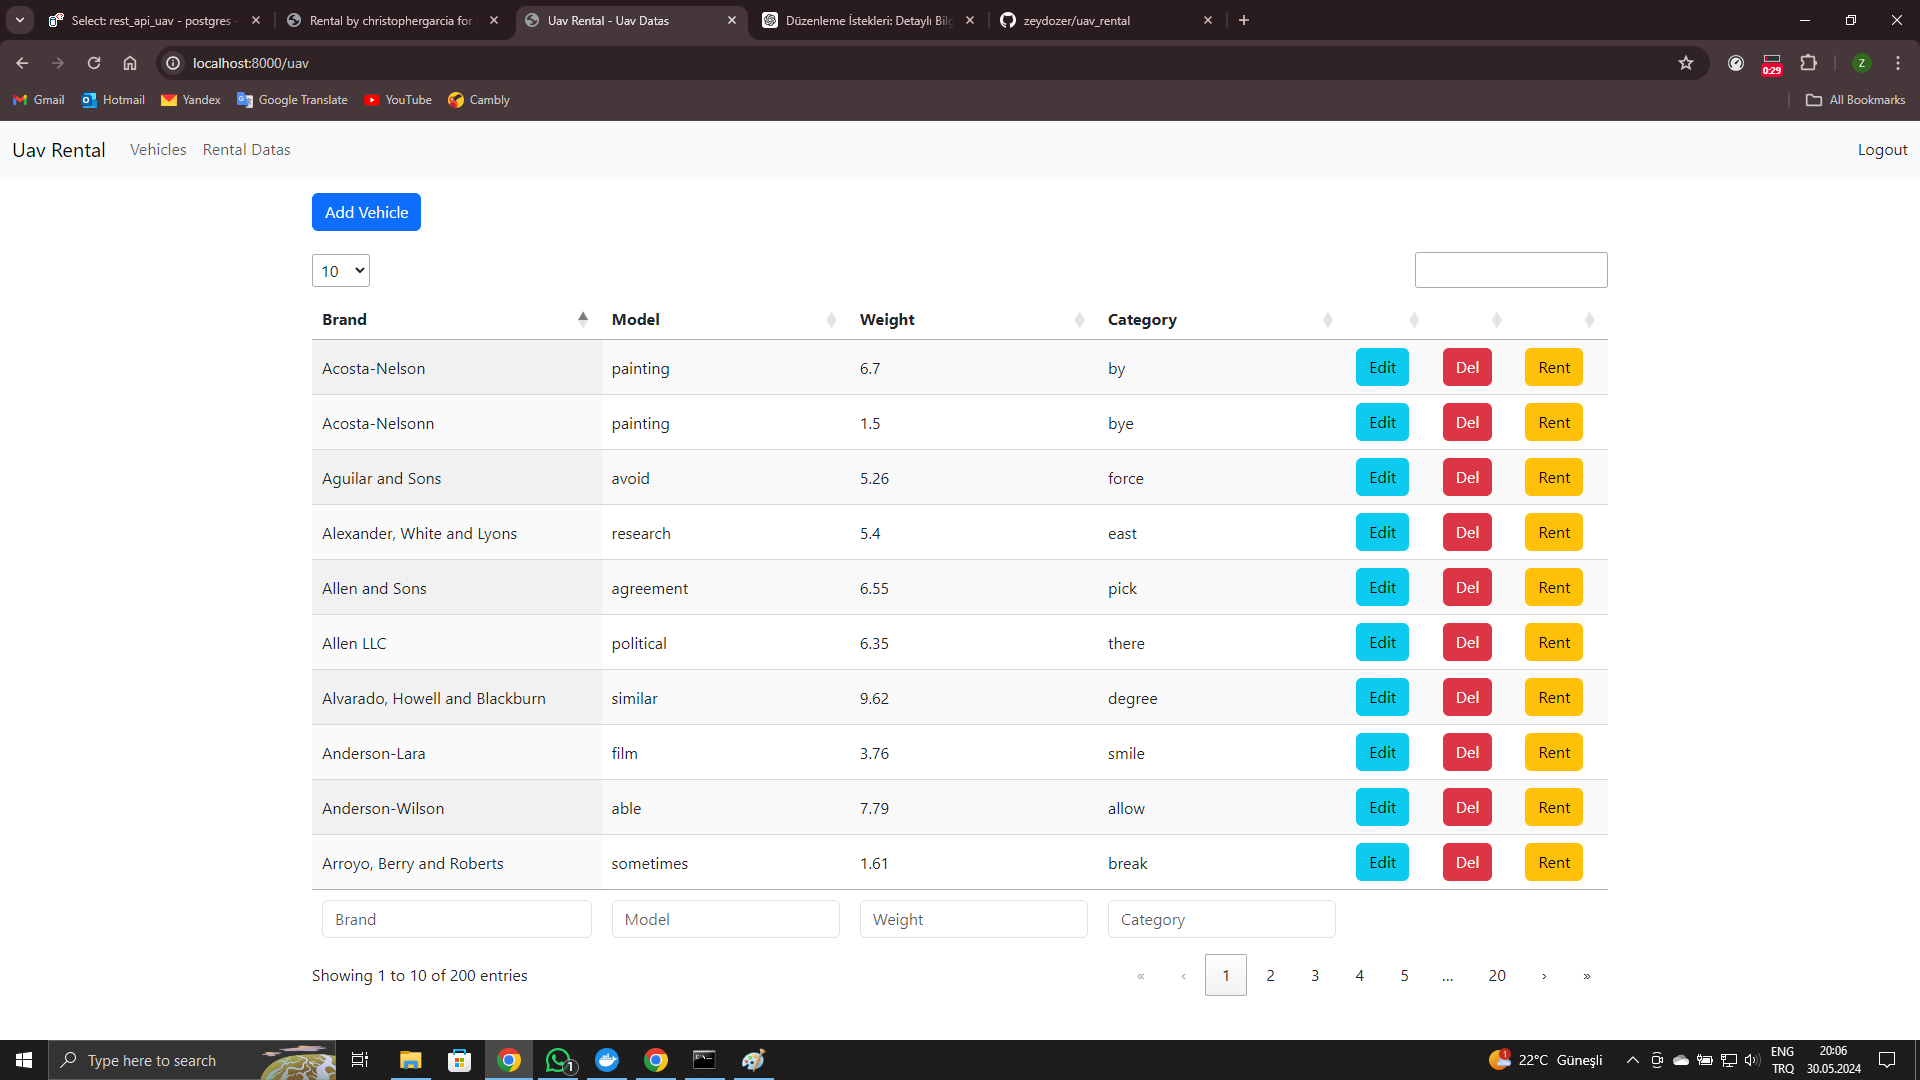 Select: rest_api_uav - postgres -
Rental by christophergarcia for
Uav Rental - Uav Datas
Düzenleme İstekleri: Detaylı Bilg
zeydozer/uav_rental
localhost:8000/uav
0:29
Z
Gmail
Hotmail
Yandex
Google Translate
YouTube
Cambly
All Bookmarks
Uav Rental
Vehicles
Rental Datas
Logout
Add Vehicle
10
Brand Model Weight Category
Acosta-Nelson painting 6.7 by Edit Del Rent
Acosta-Nelsonn painting 1.5 bye Edit Del Rent
Aguilar and Sons avoid 5.26 force Edit Del Rent
Alexander, White and Lyons research 5.4 east Edit Del Rent
Allen and Sons agreement 6.55 pick Edit Del Rent
Allen LLC political 6.35 there Edit Del Rent
Alvarado, Howell and Blackburn similar 9.62 degree Edit Del Rent
Anderson-Lara film 3.76 smile Edit Del Rent
Anderson-Wilson able 7.79 allow Edit Del Rent
Arroyo, Berry and Roberts sometimes 1.61 break Edit Del Rent
Brand Model Weight Category
Showing 1 to 10 of 200 entries
« ‹ 1 2 3 4 5 … 20 › »
Type here to search
1
1
22°C Güneşli
ENG
TRQ
20:06
30.05.2024